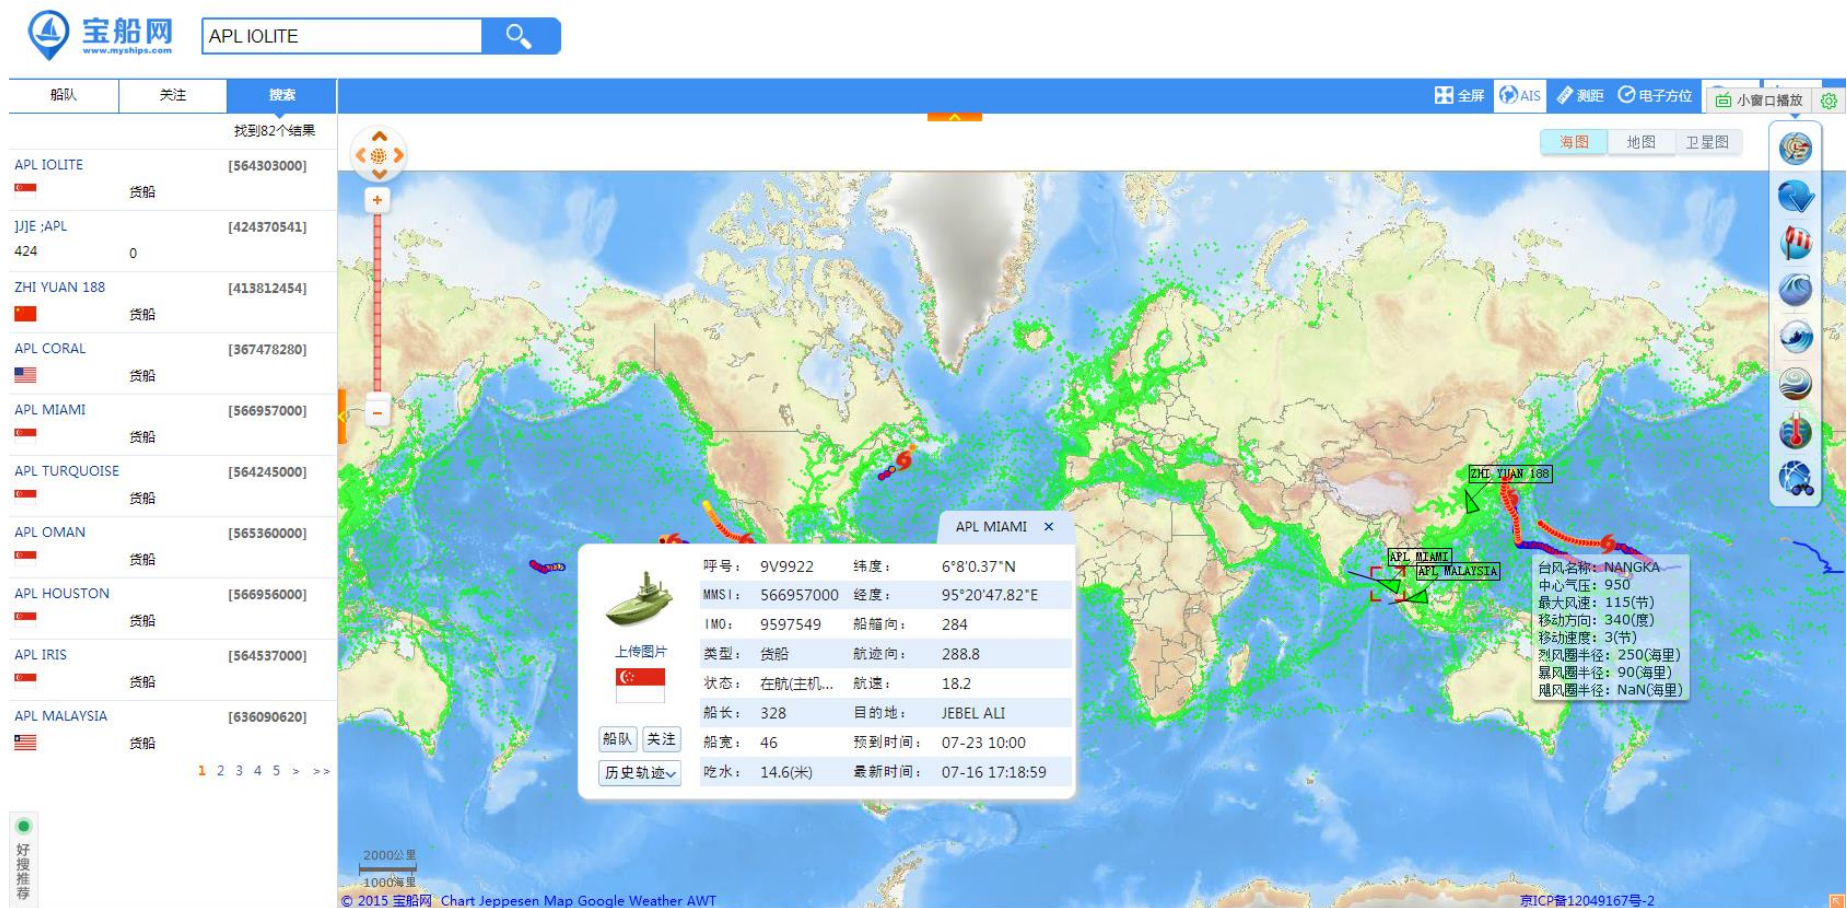 宝船网
www.myships.com
APL IOLITE
船队 关注 搜索
全屏 AIS 测距 电子方位 小窗口播放
海图 地图 卫星图
找到82个结果
APL IOLITE [564303000]
货船
]J]E ;APL [424370541]
424 0
ZHI YUAN 188 [413812454]
货船
APL CORAL [367478280]
货船
APL MIAMI [566957000]
货船
APL TURQUOISE [564245000]
货船
APL OMAN [565360000]
货船
APL HOUSTON [566956000]
货船
APL IRIS [564537000]
货船
APL MALAYSIA [636090620]
货船
1 2 3 4 5 > >>
好搜推荐
+
−
ZHI YUAN 188
APL MIAMI
APL MALAYSIA
APL MIAMI ×
上传图片
船队 关注
历史轨迹
呼号： 9V9922 纬度： 6°8'0.37"N
MMSI： 566957000 经度： 95°20'47.82"E
IMO： 9597549 船艏向： 284
类型： 货船 航迹向： 288.8
状态： 在航(主机... 航速： 18.2
船长： 328 目的地： JEBEL ALI
船宽： 46 预到时间： 07-23 10:00
吃水： 14.6(米) 最新时间： 07-16 17:18:59
台风名称：NANGKA
中心气压：950
最大风速：115(节)
移动方向：340(度)
移动速度：3(节)
烈风圈半径：250(海里)
暴风圈半径：90(海里)
飓风圈半径：NaN(海里)
2000公里
1000海里
© 2015 宝船网 Chart Jeppesen Map Google Weather AWT
京ICP备12049167号-2